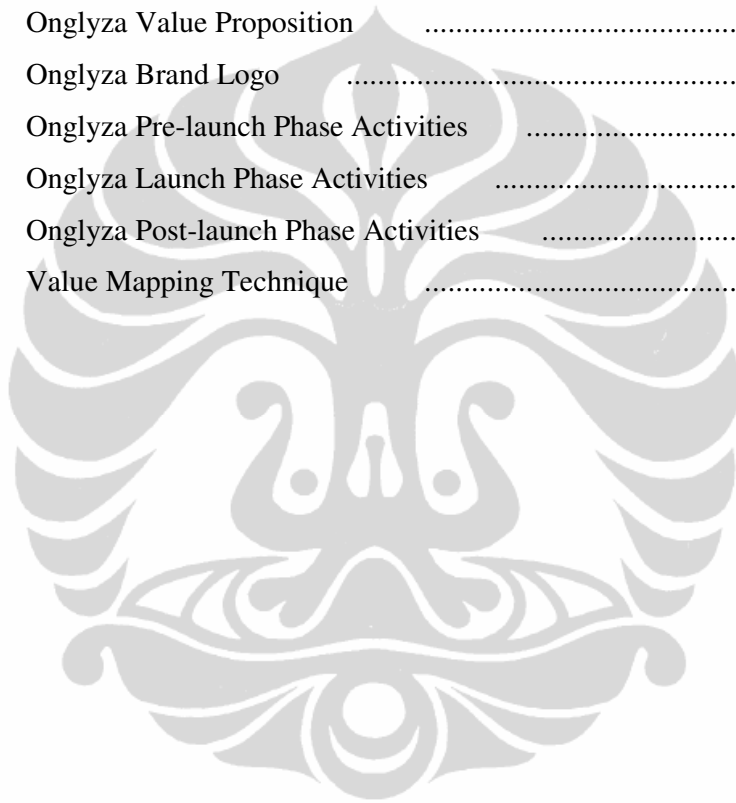 Onglyza Value Proposition ........................................
Onglyza Brand Logo ..................................................
Onglyza Pre-launch Phase Activities ...........................
Onglyza Launch Phase Activities ...............................
Onglyza Post-launch Phase Activities .........................
Value Mapping Technique ........................................